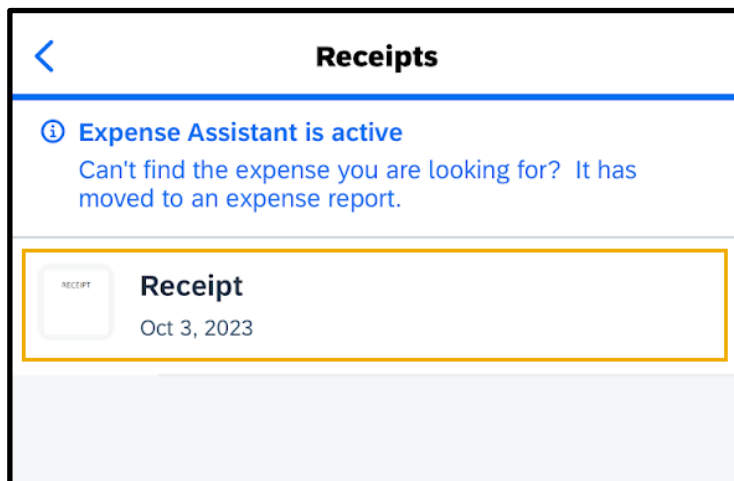 Receipts
Expense Assistant is active
Can't find the expense you are looking for?  It has
moved to an expense report.
RECEIPT
Receipt
Oct 3, 2023